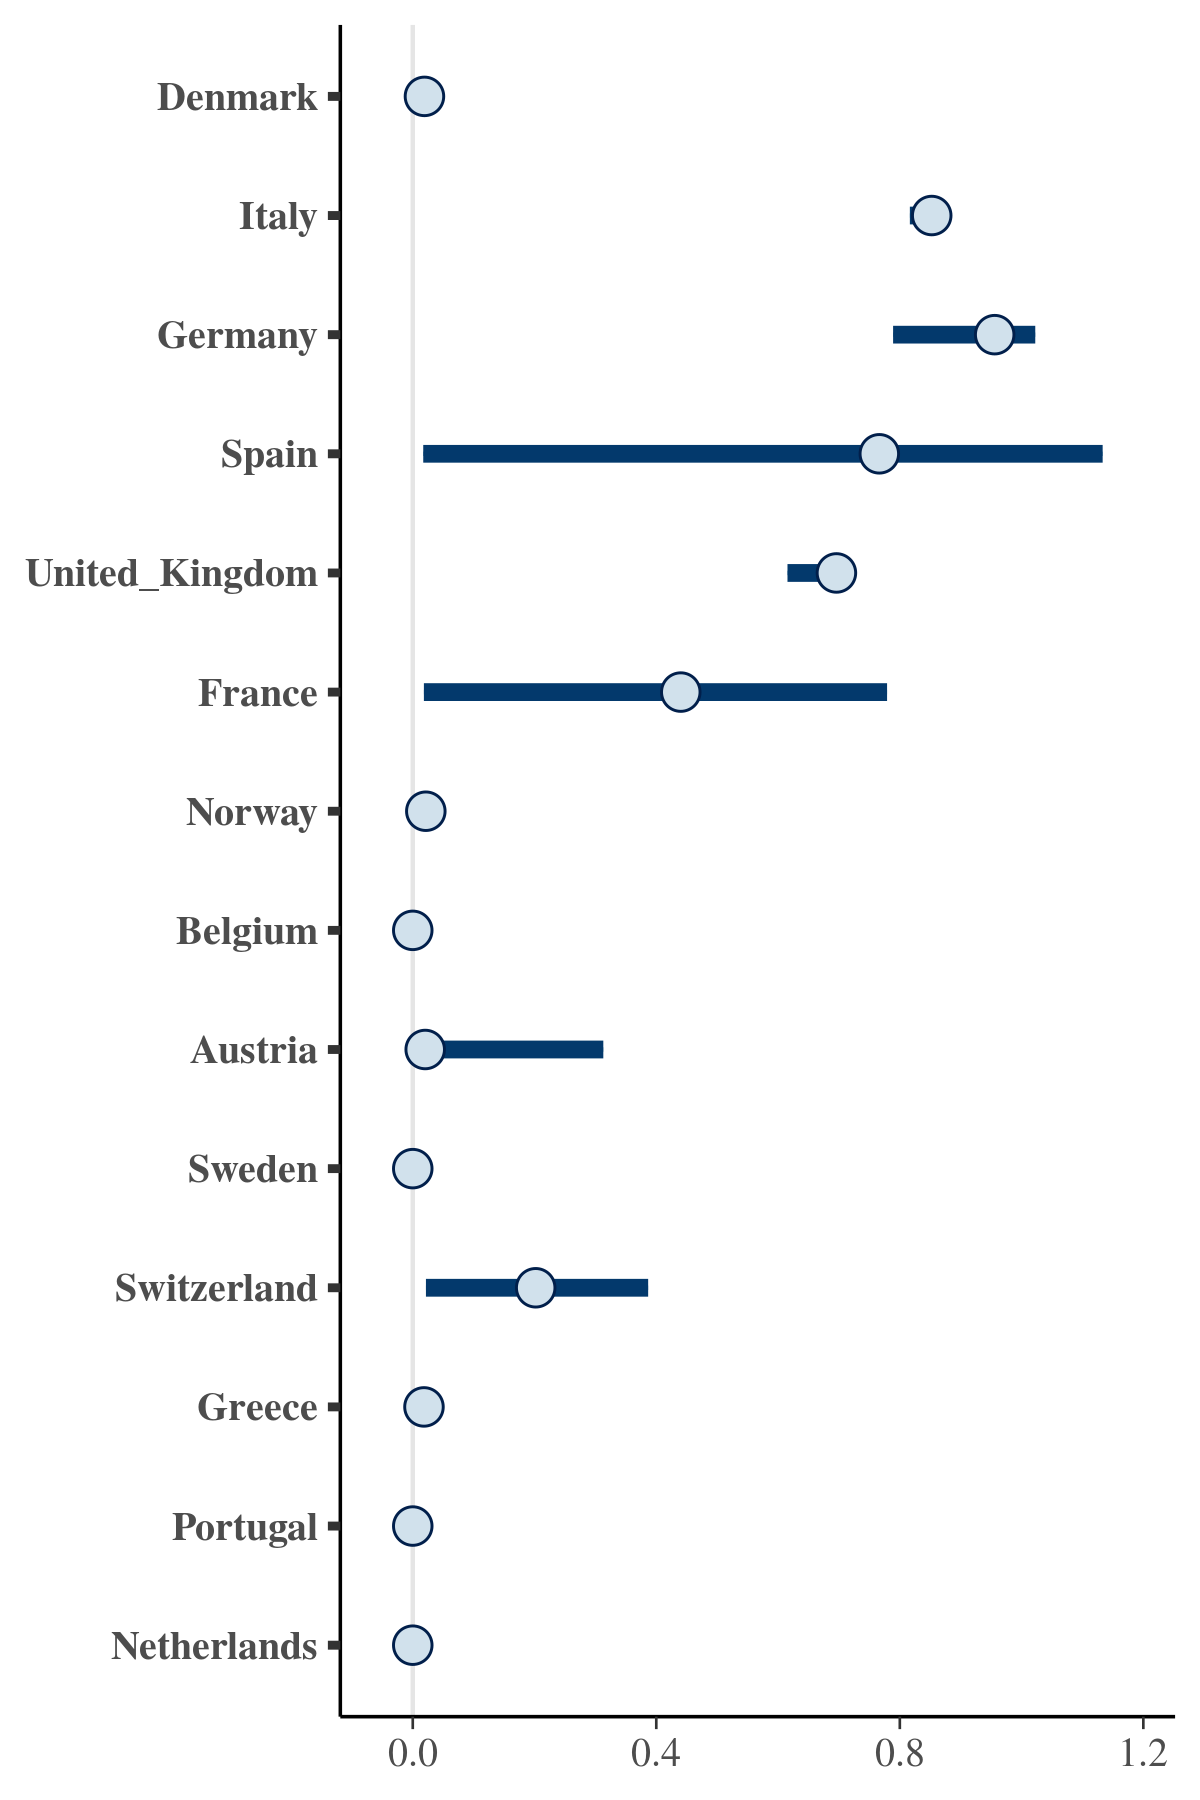 Denmark
Italy
Germany
Spain
United_Kingdom
France
Norway
Belgium
Austria
Sweden
Switzerland
Greece
Portugal
Netherlands
0.0 0.4 0.8 1.2